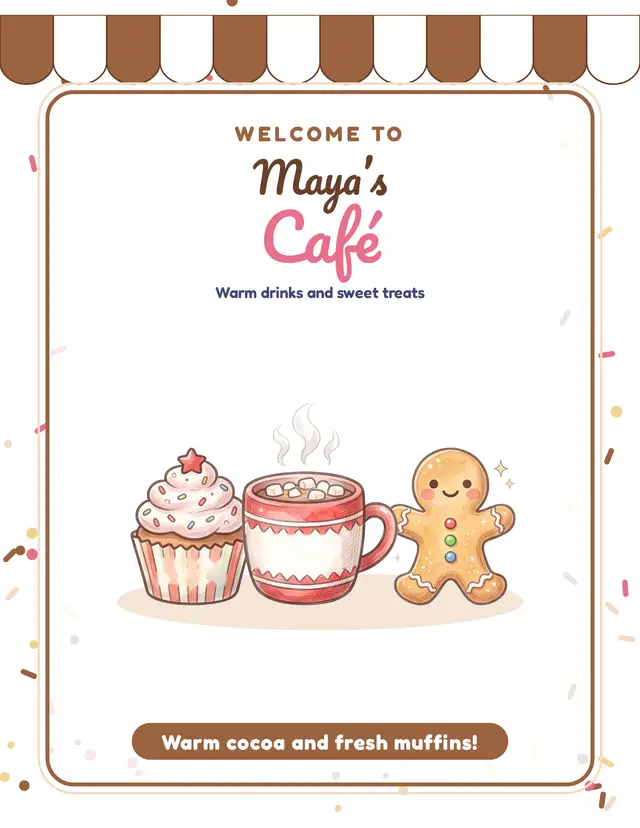 WELCOME TO
Maya's
Café
Warm drinks and sweet treats
Warm cocoa and fresh muffins!